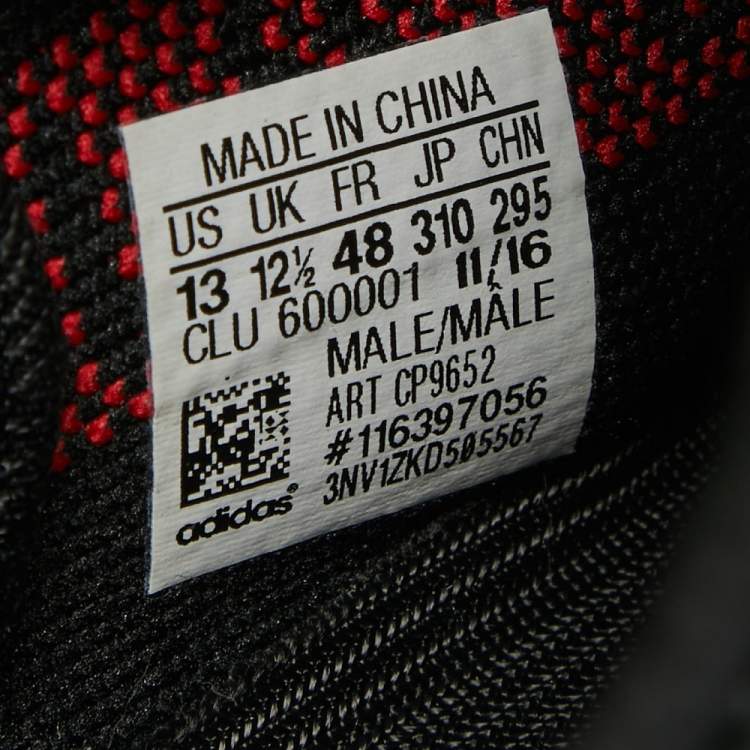 MADE IN CHINA
US UK FR JP CHN
13 12½ 48 310 295
CLU 600001 11/16
MALE/MÂLE
ART CP9652
#116397056
3NV1ZKD505567
adidas®